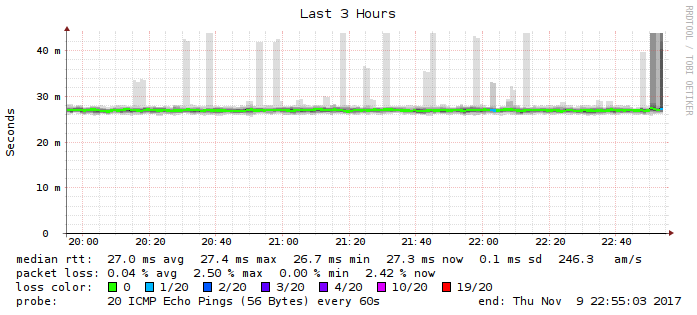 Last 3 Hours
RRDTOOL / TOBI OETIKER
Seconds
40 m
30 m
20 m
10 m
0
20:00 20:20 20:40 21:00 21:20 21:40 22:00 22:20 22:40
median rtt: 27.0 ms avg 27.4 ms max 26.7 ms min 27.3 ms now 0.1 ms sd 246.3 am/s
packet loss: 0.04 % avg 2.50 % max 0.00 % min 2.42 % now
loss color: 0 1/20 2/20 3/20 4/20 10/20 19/20
probe: 20 ICMP Echo Pings (56 Bytes) every 60s end: Thu Nov 9 22:55:03 2017